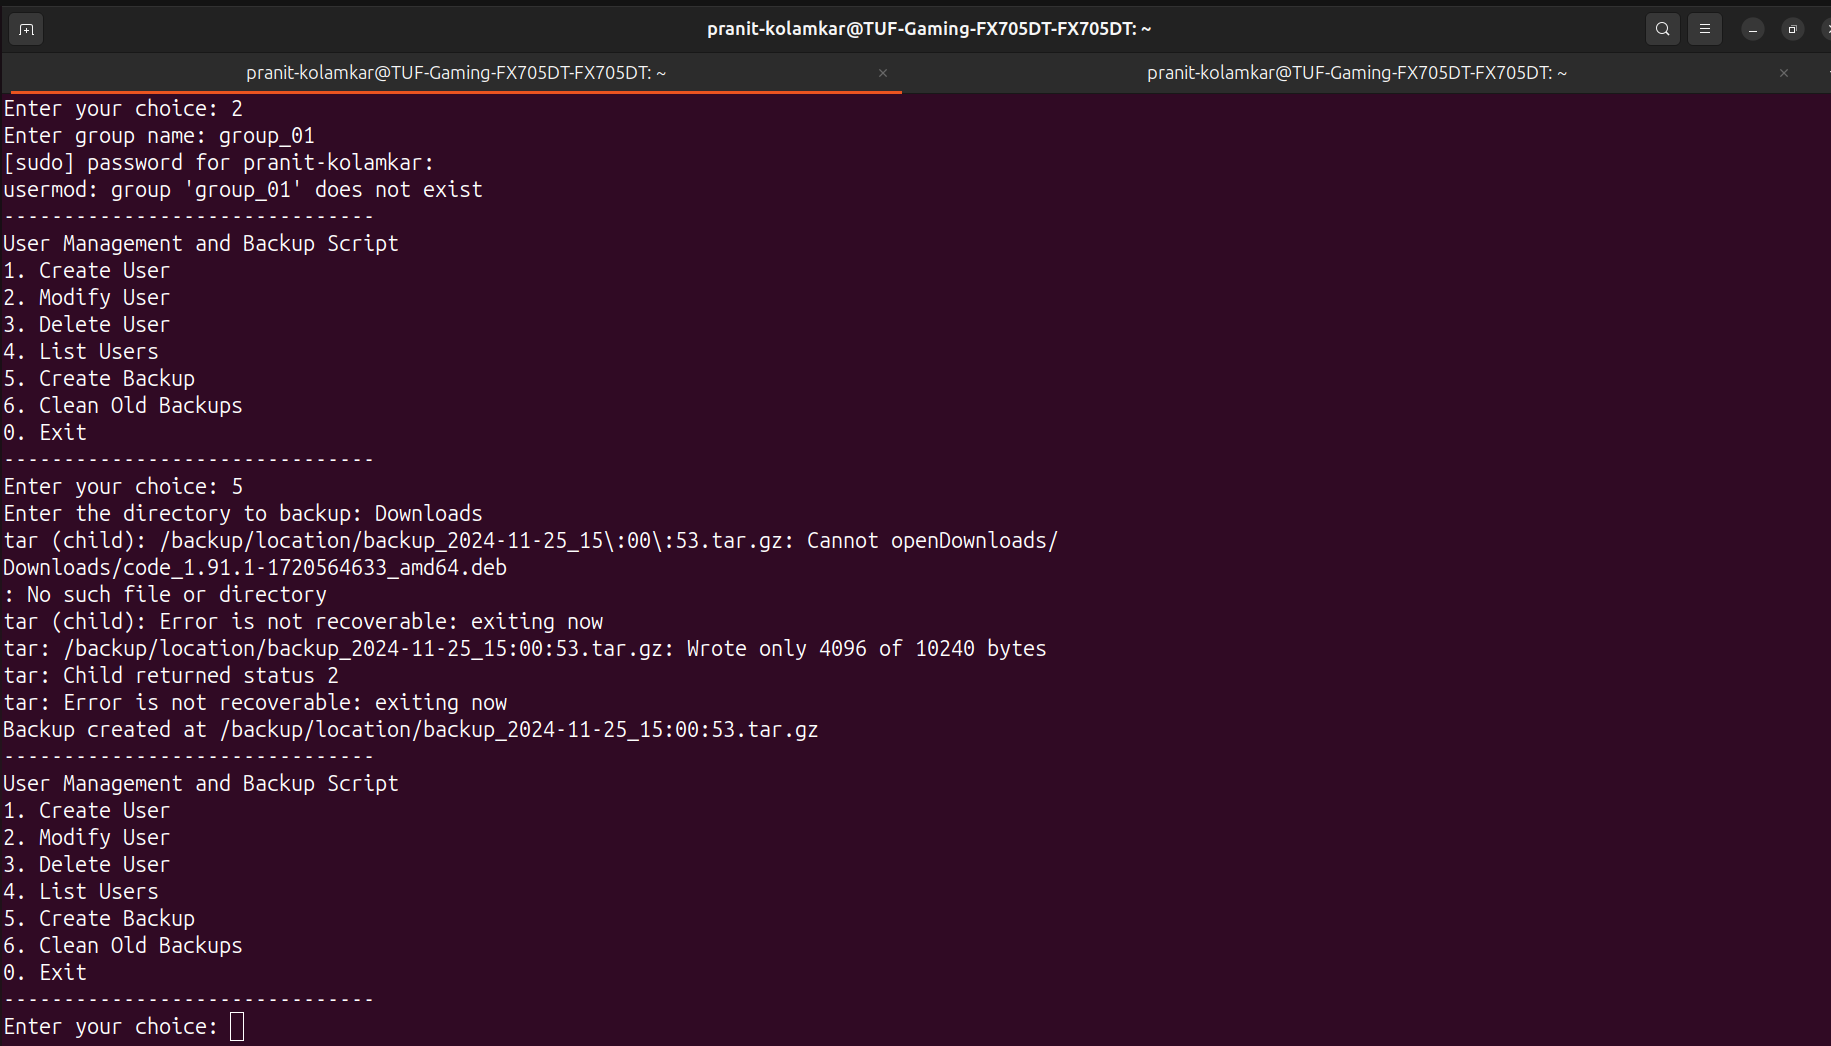 pranit-kolamkar@TUF-Gaming-FX705DT-FX705DT: ~
pranit-kolamkar@TUF-Gaming-FX705DT-FX705DT: ~
pranit-kolamkar@TUF-Gaming-FX705DT-FX705DT: ~
Enter your choice: 2
Enter group name: group_01
[sudo] password for pranit-kolamkar:
usermod: group 'group_01' does not exist
-------------------------------
User Management and Backup Script
1. Create User
2. Modify User
3. Delete User
4. List Users
5. Create Backup
6. Clean Old Backups
0. Exit
-------------------------------
Enter your choice: 5
Enter the directory to backup: Downloads
tar (child): /backup/location/backup_2024-11-25_15\:00\:53.tar.gz: Cannot openDownloads/
Downloads/code_1.91.1-1720564633_amd64.deb
: No such file or directory
tar (child): Error is not recoverable: exiting now
tar: /backup/location/backup_2024-11-25_15:00:53.tar.gz: Wrote only 4096 of 10240 bytes
tar: Child returned status 2
tar: Error is not recoverable: exiting now
Backup created at /backup/location/backup_2024-11-25_15:00:53.tar.gz
-------------------------------
User Management and Backup Script
1. Create User
2. Modify User
3. Delete User
4. List Users
5. Create Backup
6. Clean Old Backups
0. Exit
-------------------------------
Enter your choice: